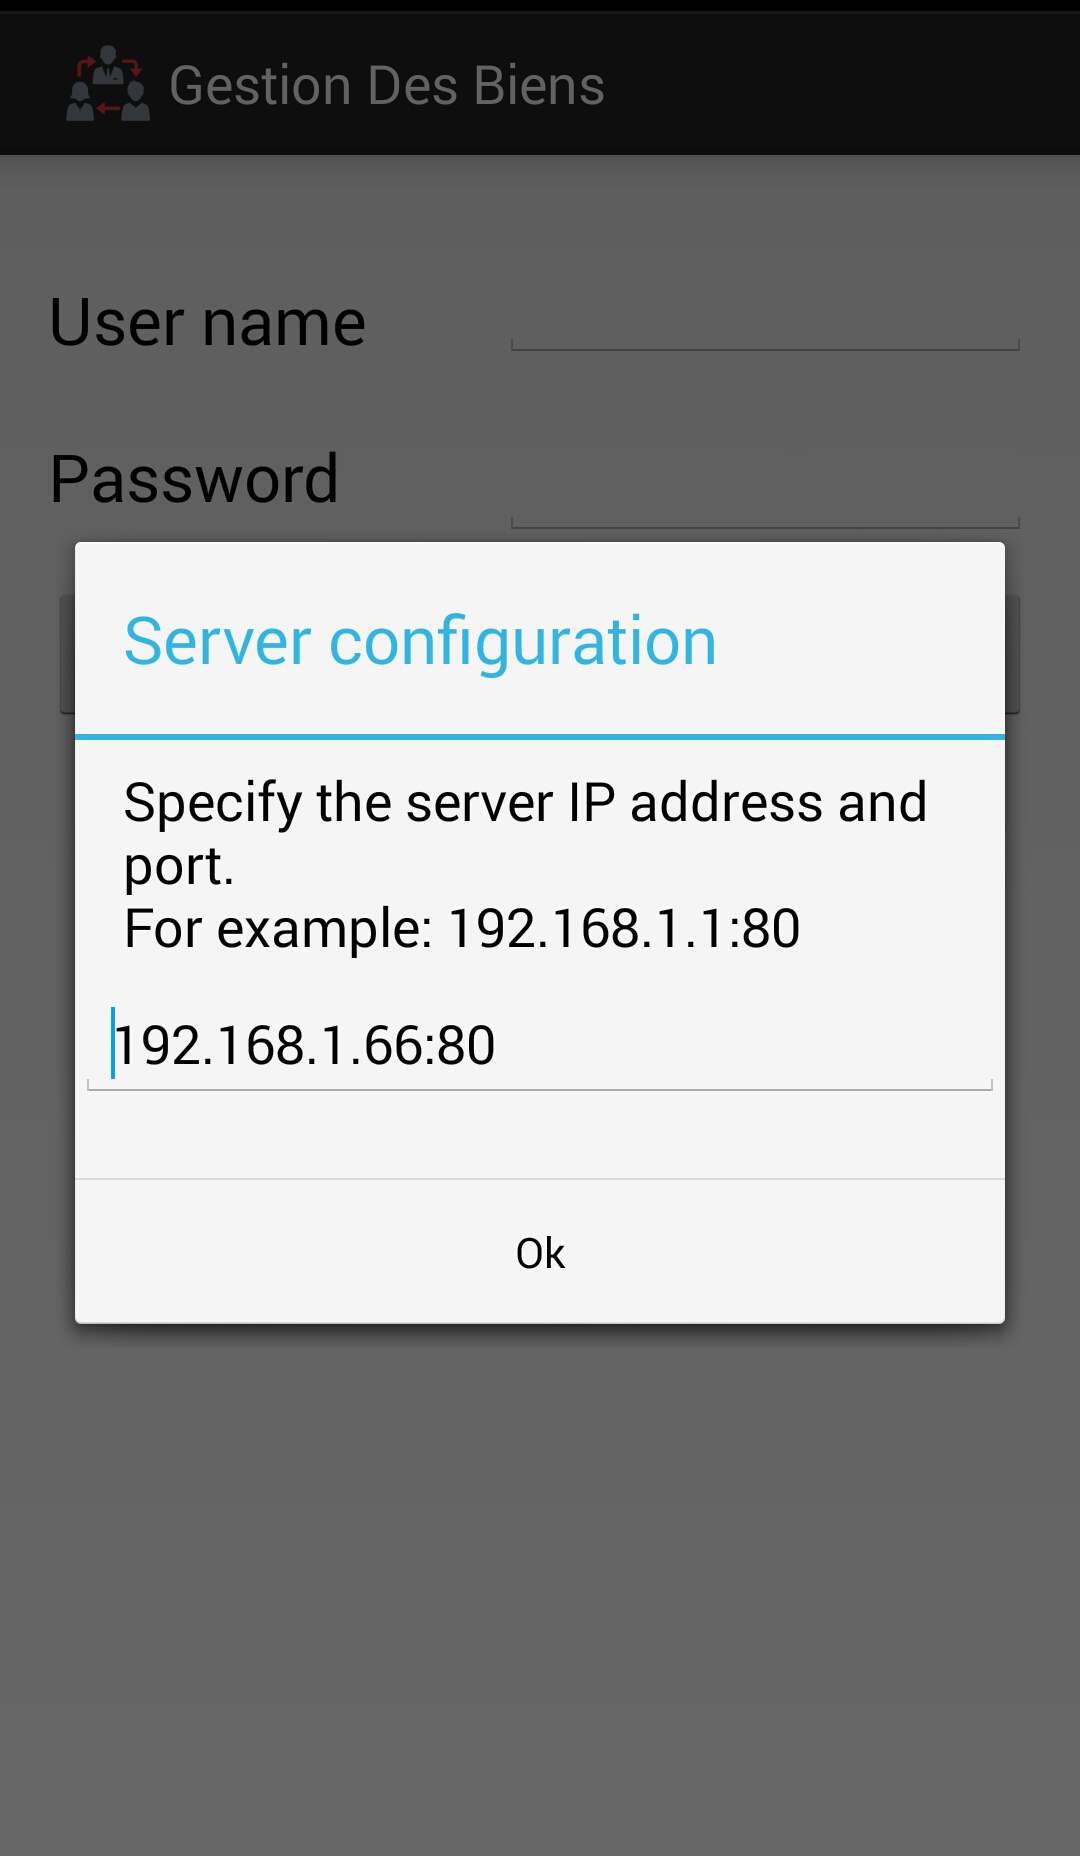 Gestion Des Biens
User name
Password
Server configuration
Specify the server IP address and
port.
For example: 192.168.1.1:80
192.168.1.66:80
Ok